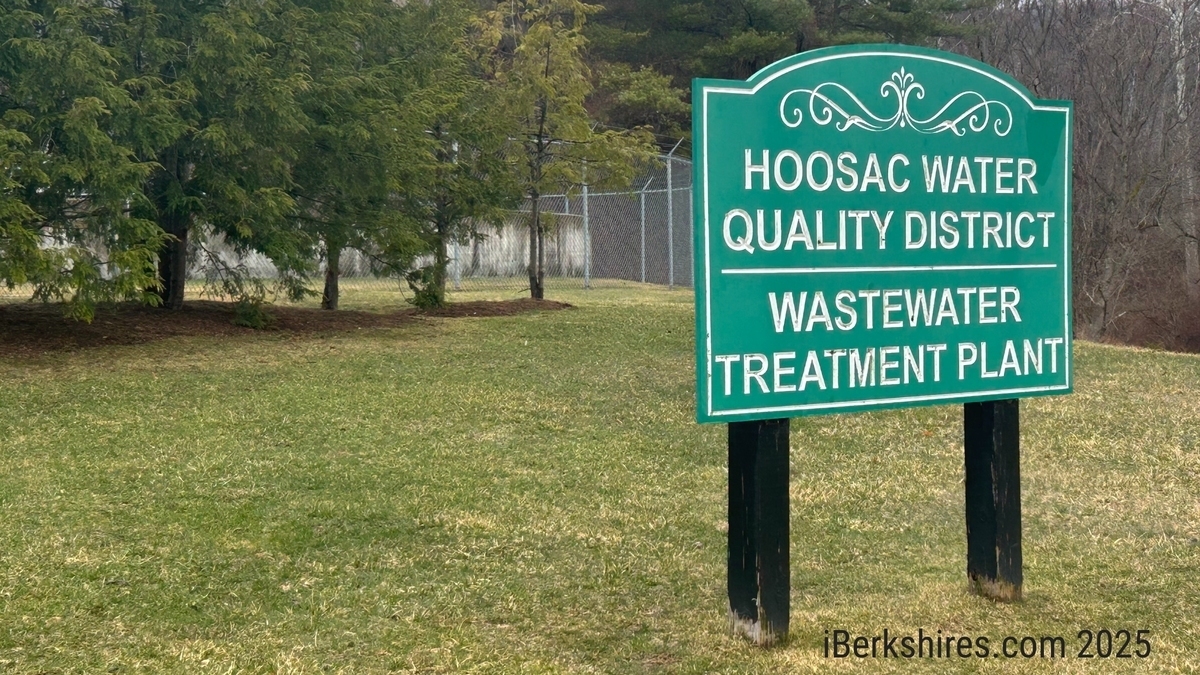 HOOSAC WATER
QUALITY DISTRICT
WASTEWATER
TREATMENT PLANT
iBerkshires.com 2025